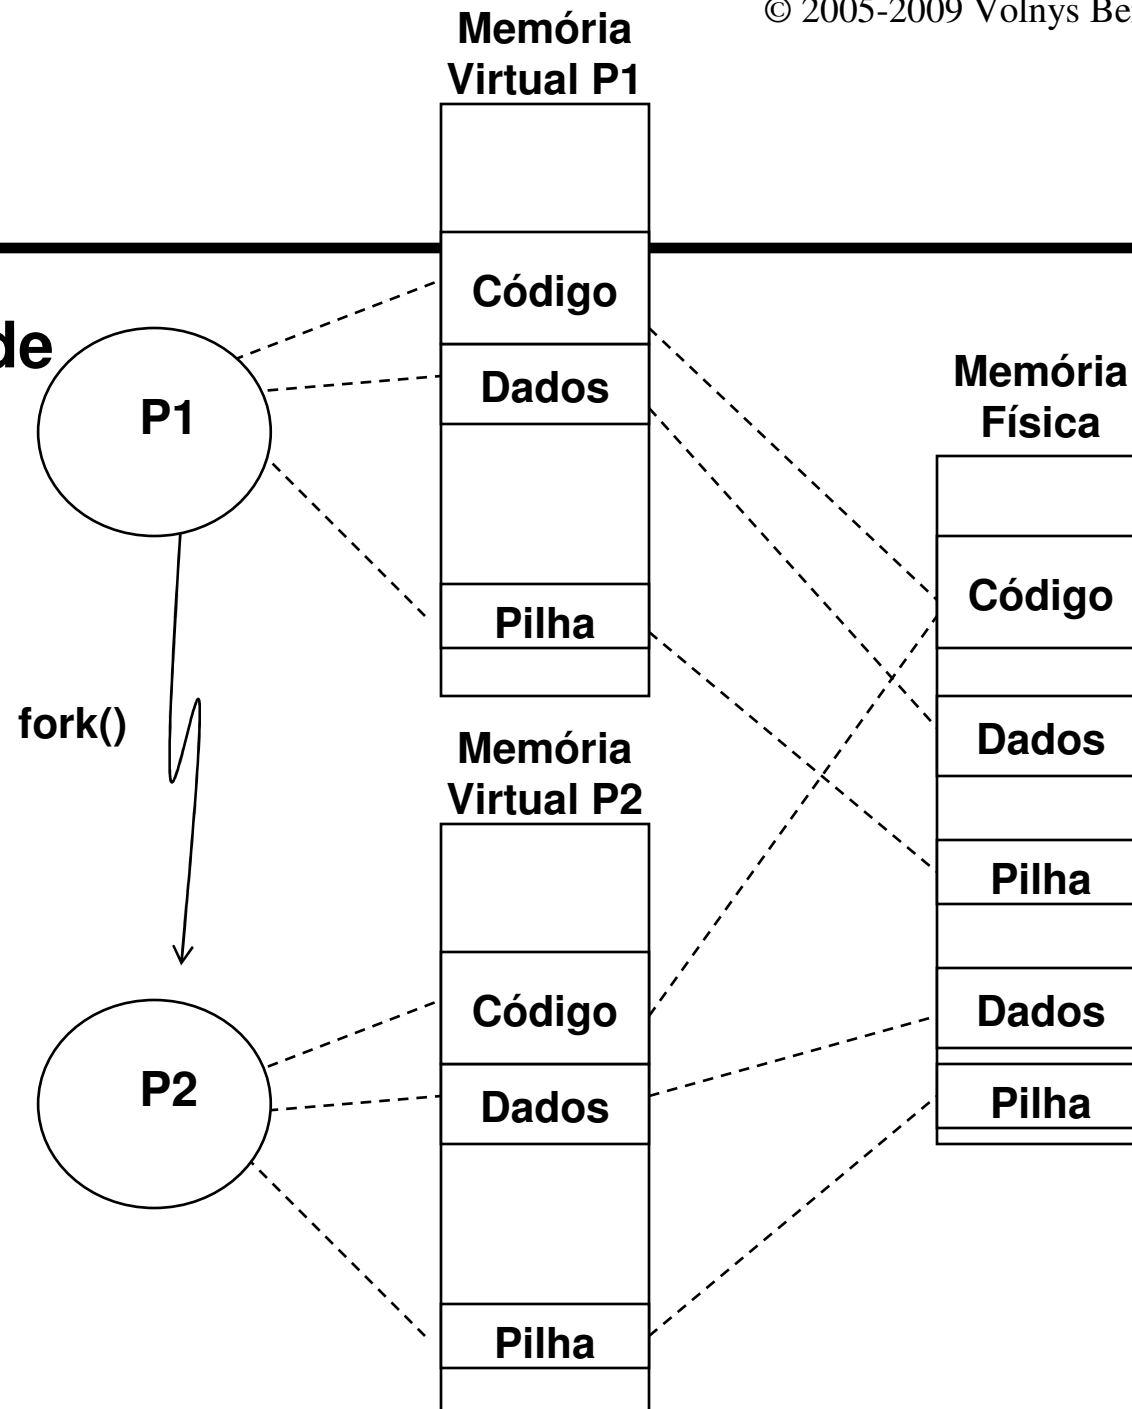 © 2005-2009 Volnys
Memória
Virtual P1
Código
de
Dados
P1
Pilha
fork()
Memória
Física
Código
Dados
Pilha
Dados
Pilha
Memória
Virtual P2
Código
P2
Dados
Pilha